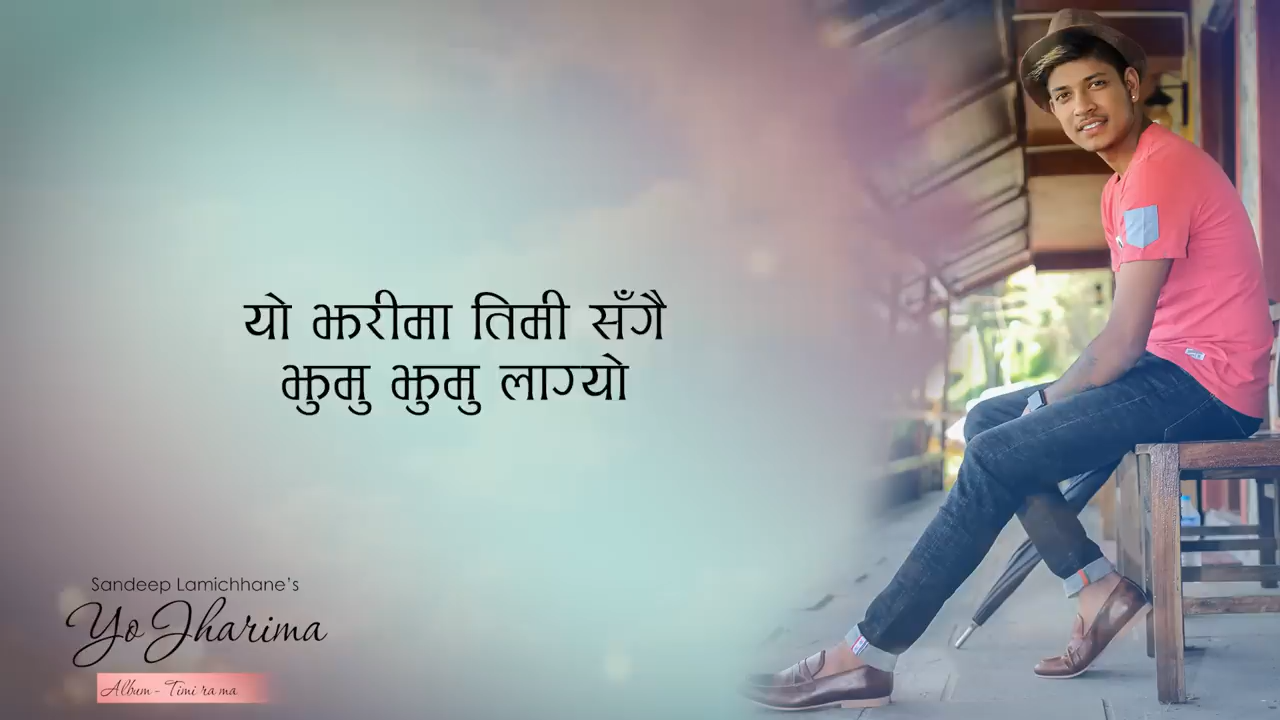 यो झरीमा तिमी सँगै
झुमु झुमु लाग्यो
Sandeep Lamichhane's
Yo Jharima
Album - Timi ra ma